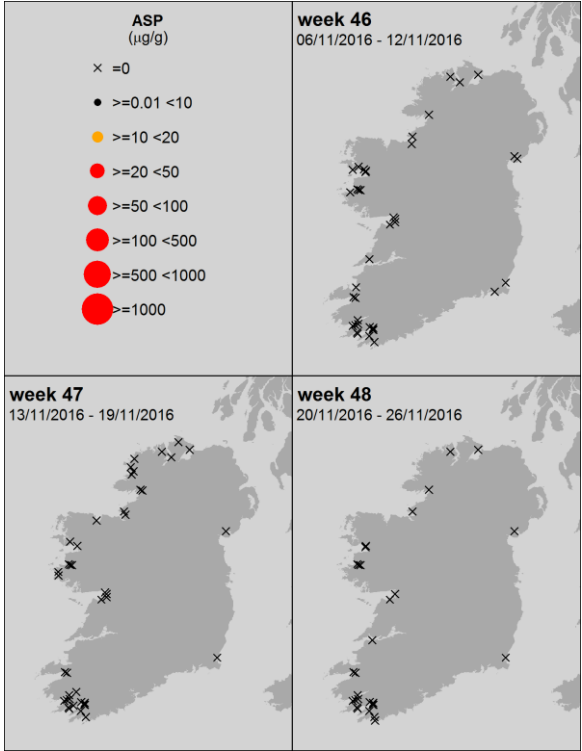 ASP
(µg/g)
=0
>=0.01 <10
>=10 <20
>=20 <50
>=50 <100
>=100 <500
>=500 <1000
>=1000
week 46
06/11/2016 - 12/11/2016
week 47
13/11/2016 - 19/11/2016
week 48
20/11/2016 - 26/11/2016